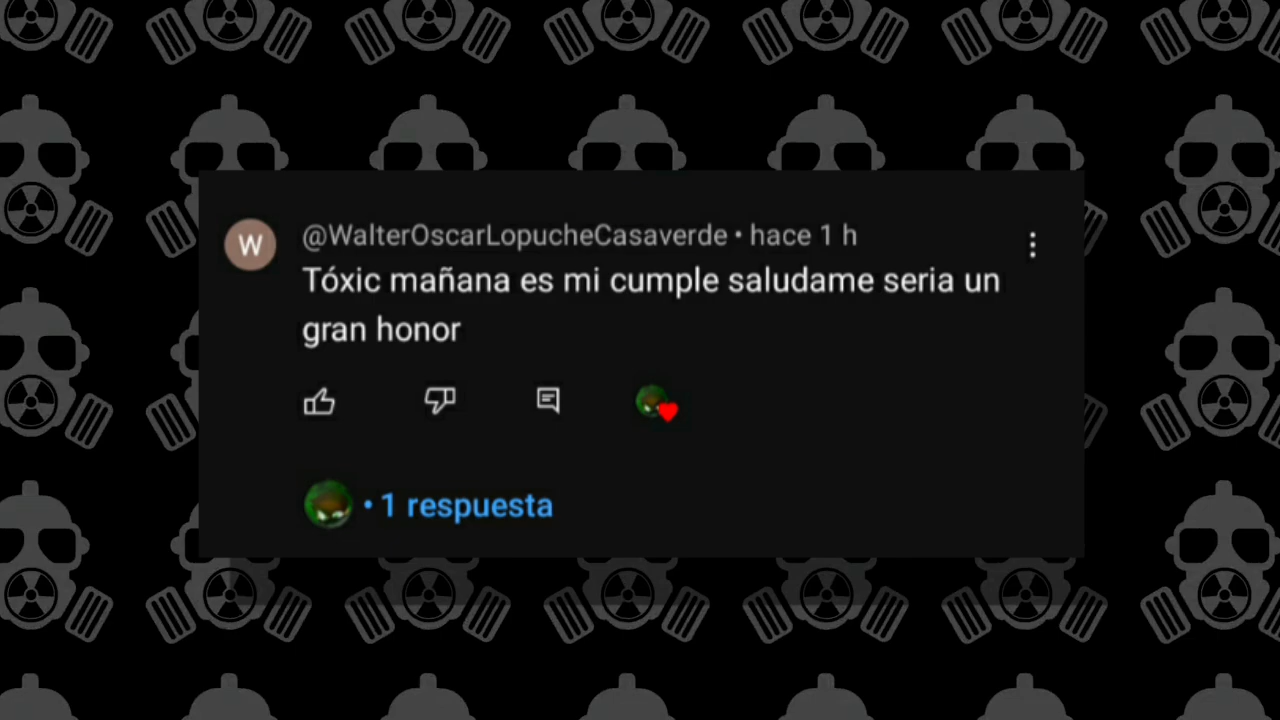 W
@WalterOscarLopucheCasaverde • hace 1 h
Tóxic mañana es mi cumple saludame seria un
gran honor
• 1 respuesta